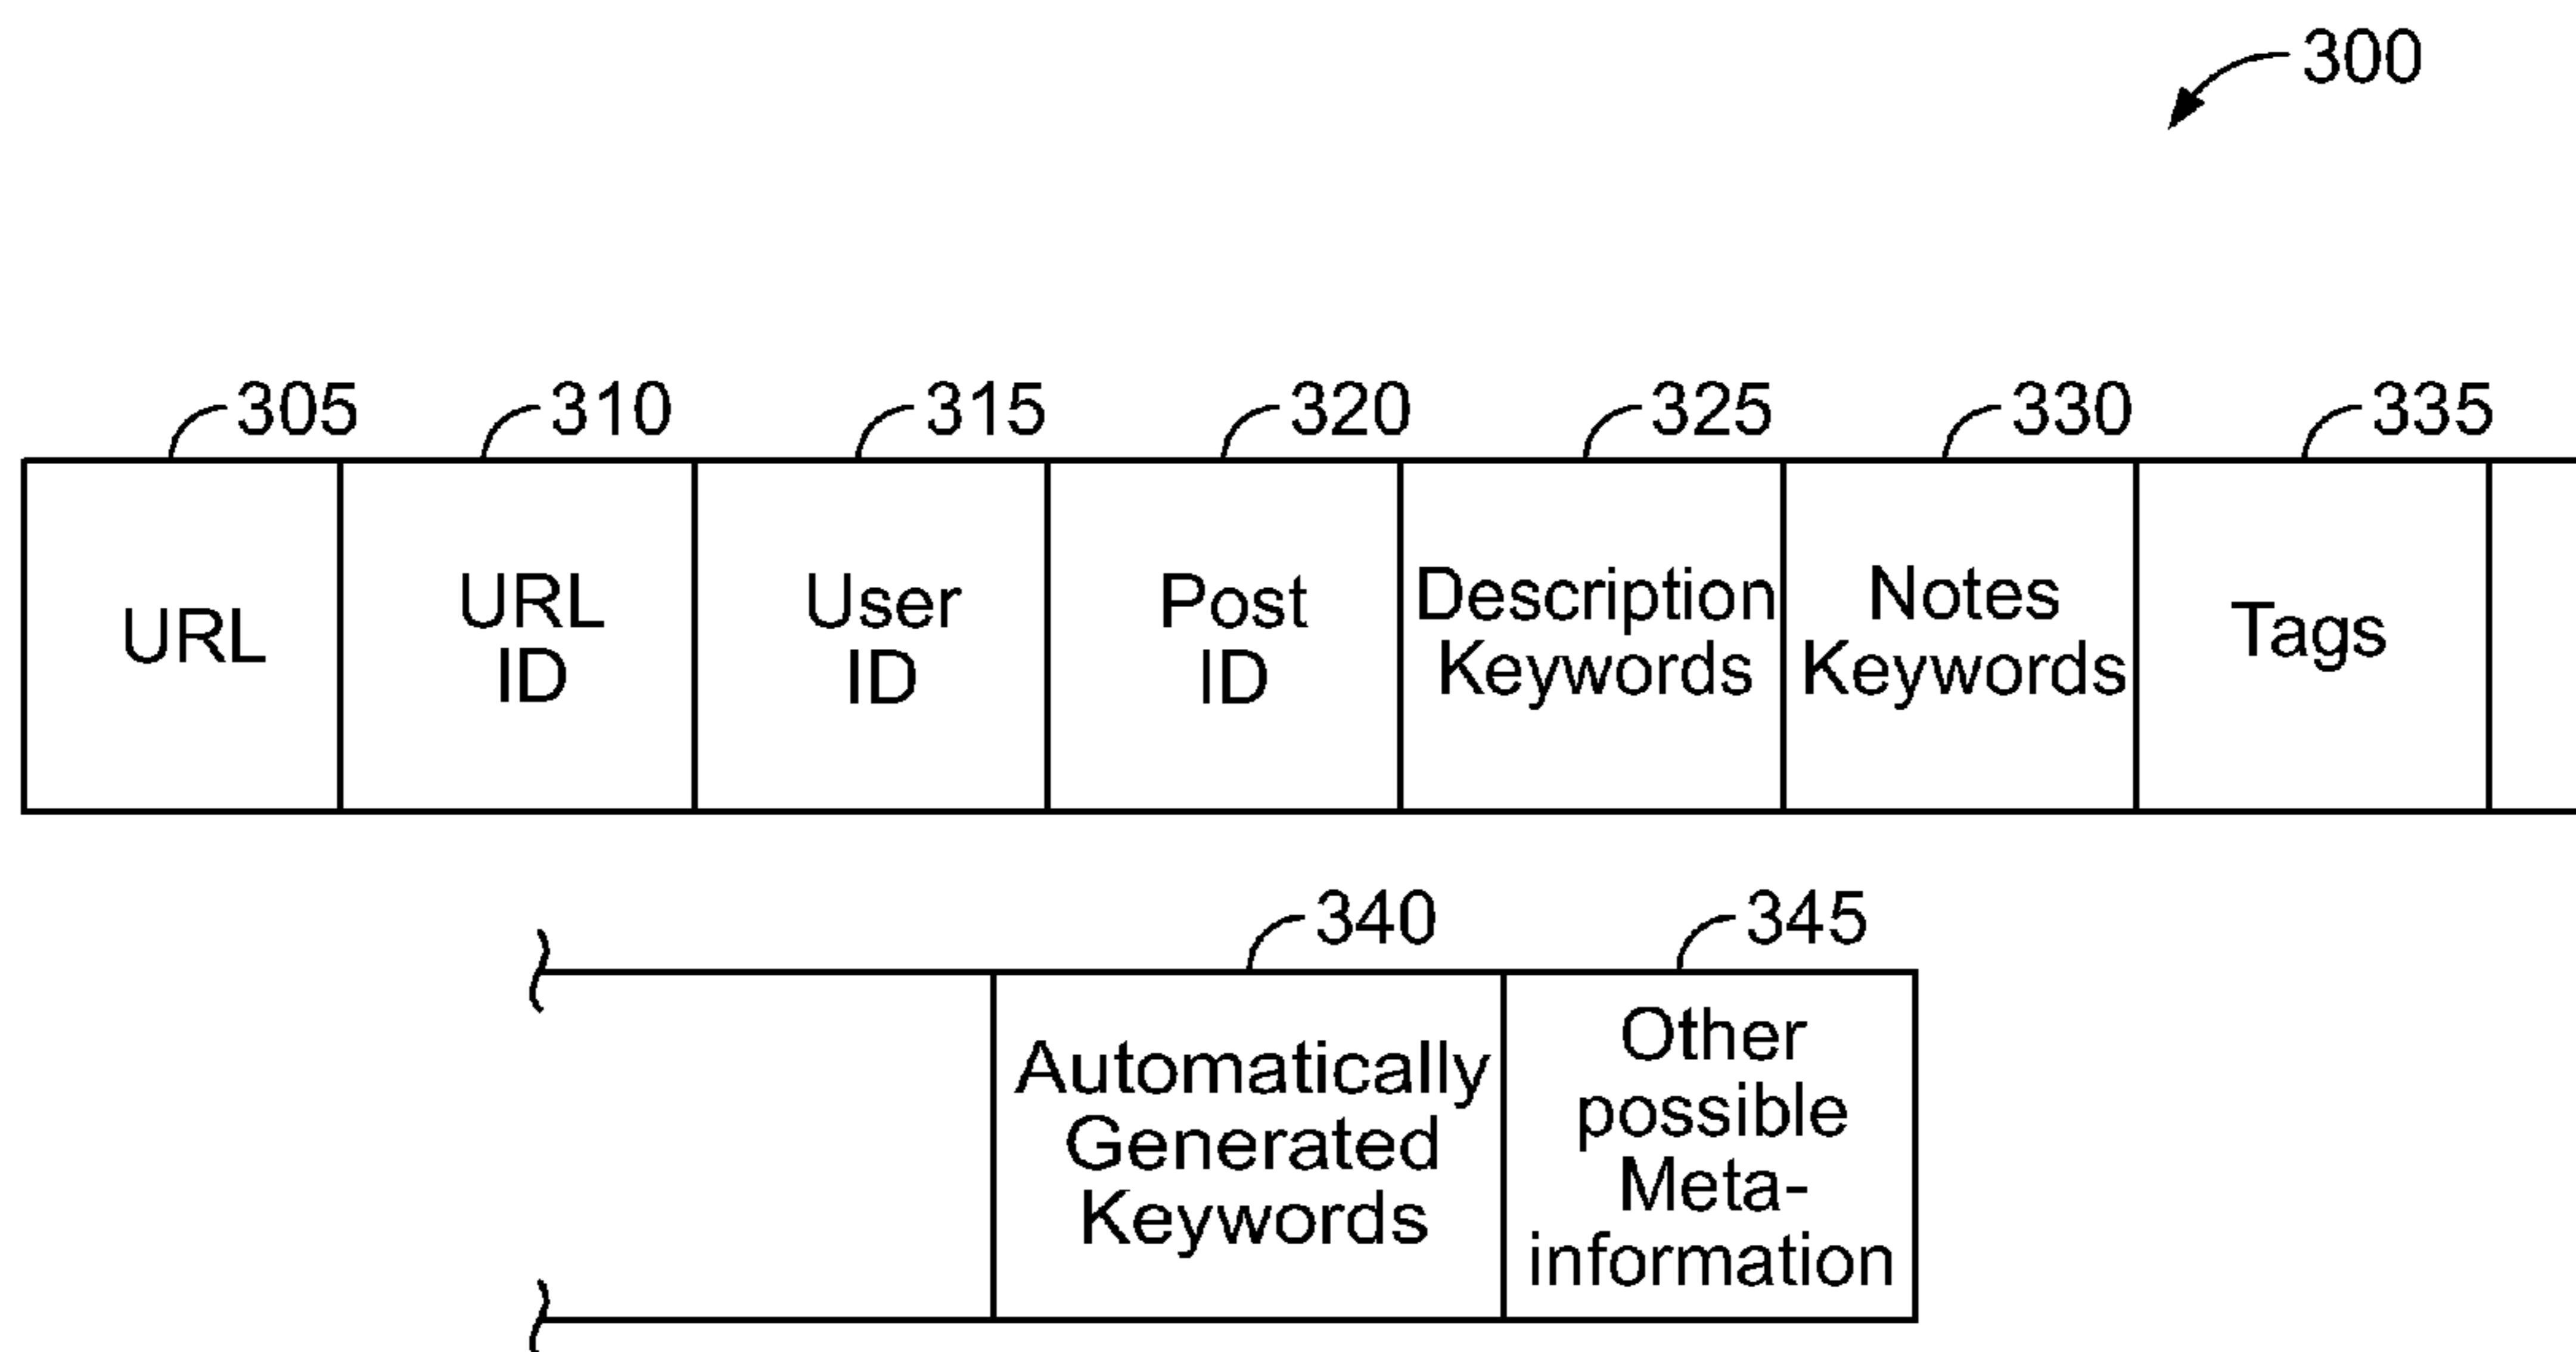 300
305
310
315
320
325
330
335
URL
URL
ID
User
ID
Post
ID
Description
Keywords
Notes
Keywords
Tags
340
345
Automatically
Generated
Keywords
Other
possible
Meta-
information